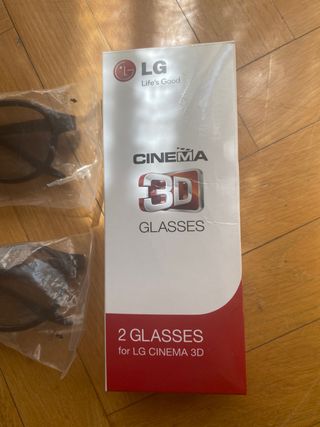 LG
Life's Good
CINEMA
3D
GLASSES
2 GLASSES
for LG CINEMA 3D